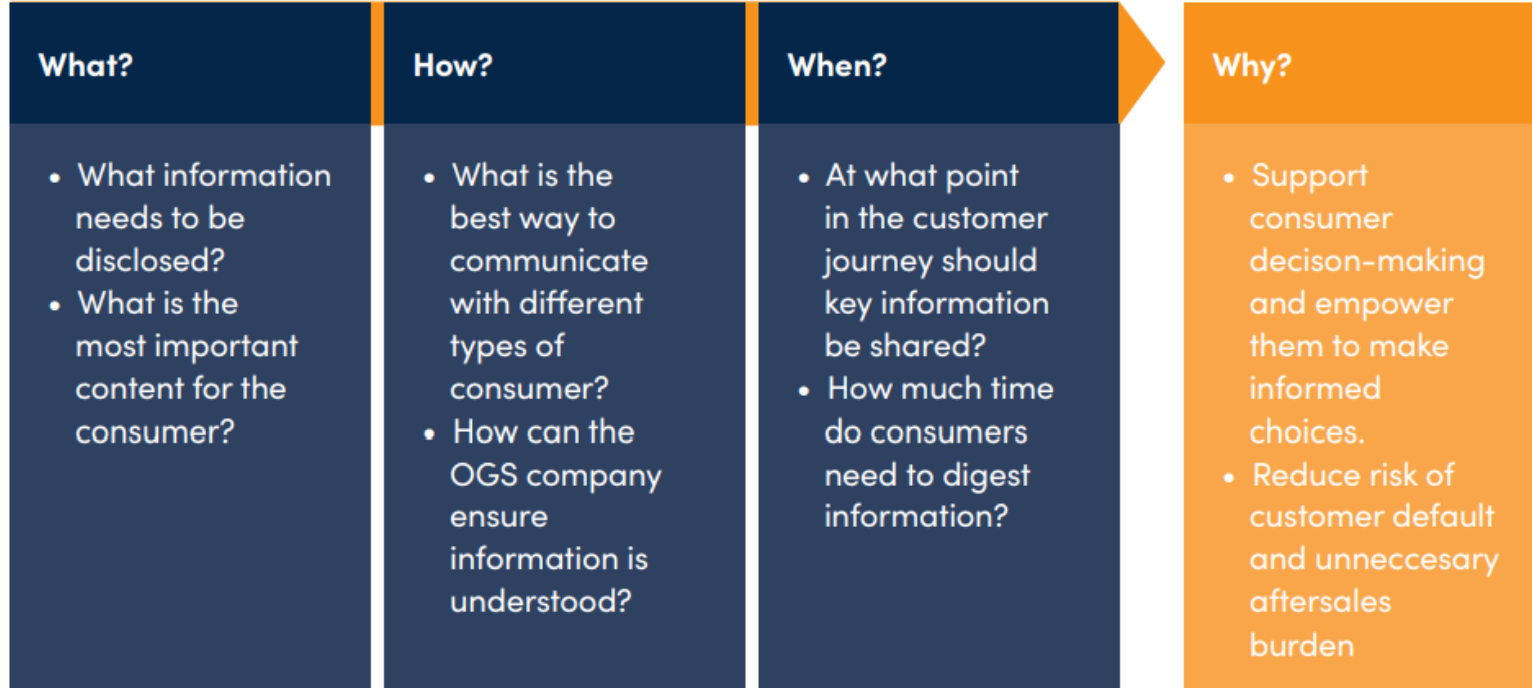 What?
• What information
needs to be
disclosed?
• What is the
most important
content for the
consumer?
How?
• What is the
best way to
communicate
with different
types of
consumer?
• How can the
OGS company
ensure
information is
understood?
When?
• At what point
in the customer
journey should
key information
be shared?
• How much time
do consumers
need to digest
information?
Why?
• Support
consumer
decison-making
and empower
them to make
informed
choices.
• Reduce risk of
customer default
and unneccesary
aftersales
burden